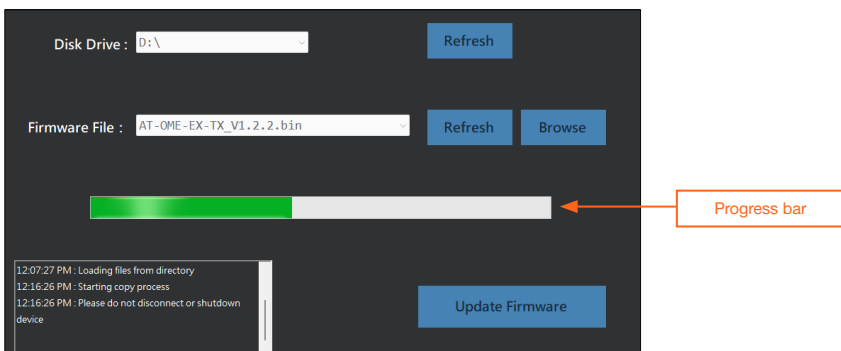 Disk Drive : D:\ Refresh
Firmware File : AT-OME-EX-TX_V1.2.2.bin Refresh Browse
Progress bar
12:07:27 PM : Loading files from directory
12:16:26 PM : Starting copy process
12:16:26 PM : Please do not disconnect or shutdown
device
Update Firmware